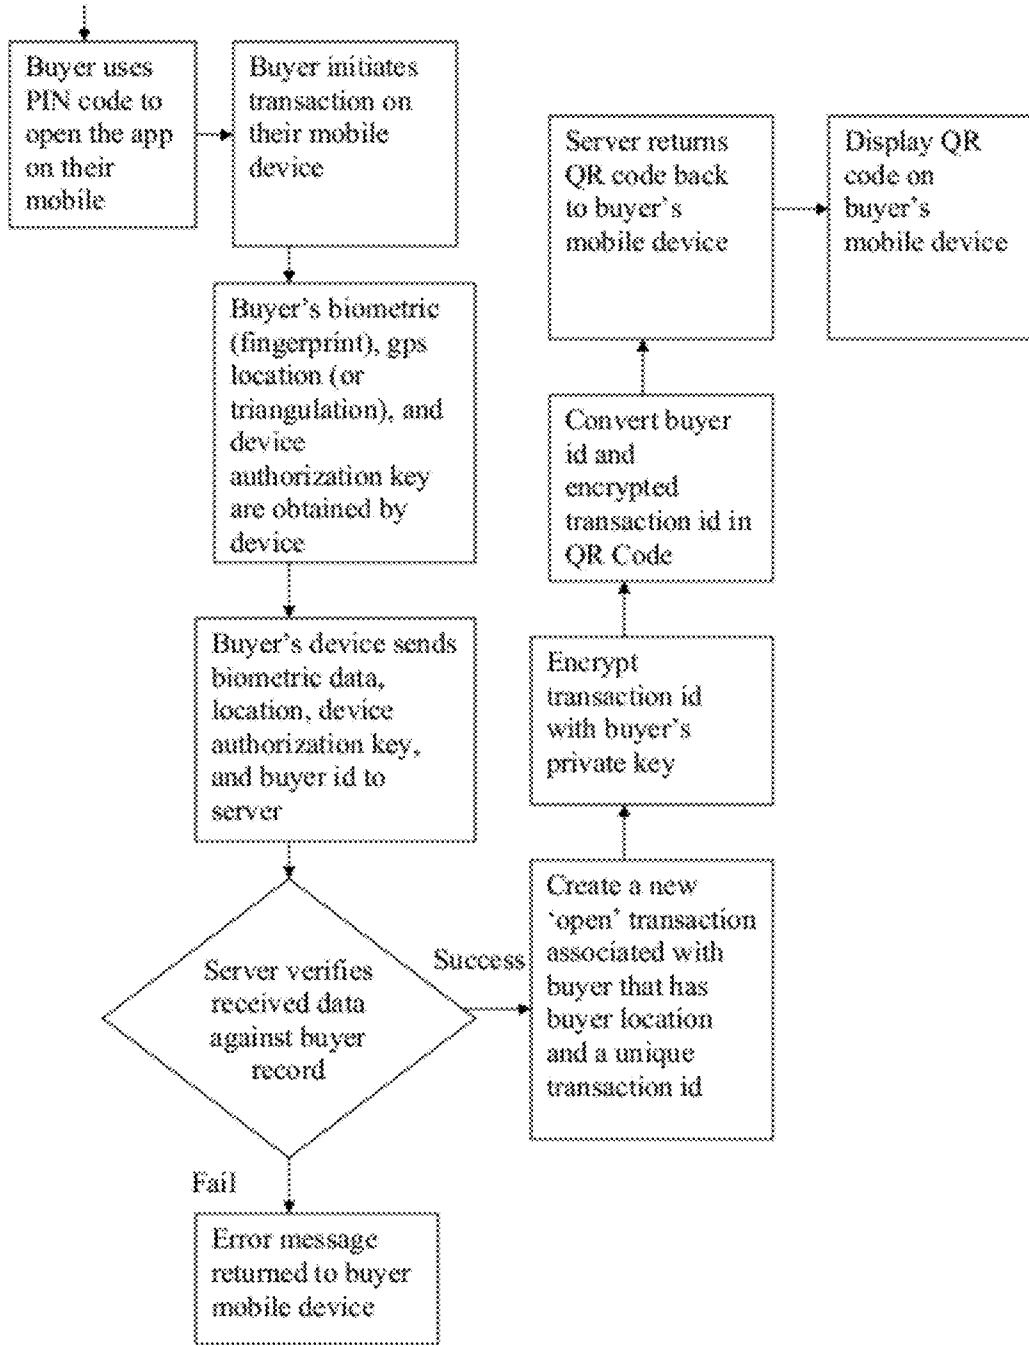 Buyer uses
PIN code to
open the app
on their
mobile
Buyer initiates
transaction on
their mobile
device
Buyer's biometric
(fingerprint), gps
location (or
triangulation), and
device
authorization key
are obtained by
device
Buyer's device sends
biometric data,
location, device
authorization key,
and buyer id to
server
Server verifies
received data
against buyer
record
Fail
Error message
returned to buyer
mobile device
Success
Create a new
'open' transaction
associated with
buyer that has
buyer location
and a unique
transaction id
Encrypt
transaction id
with buyer's
private key
Convert buyer
id and
encrypted
transaction id in
QR Code
Server returns
QR code back
to buyer's
mobile device
Display QR
code on
buyer's
mobile device